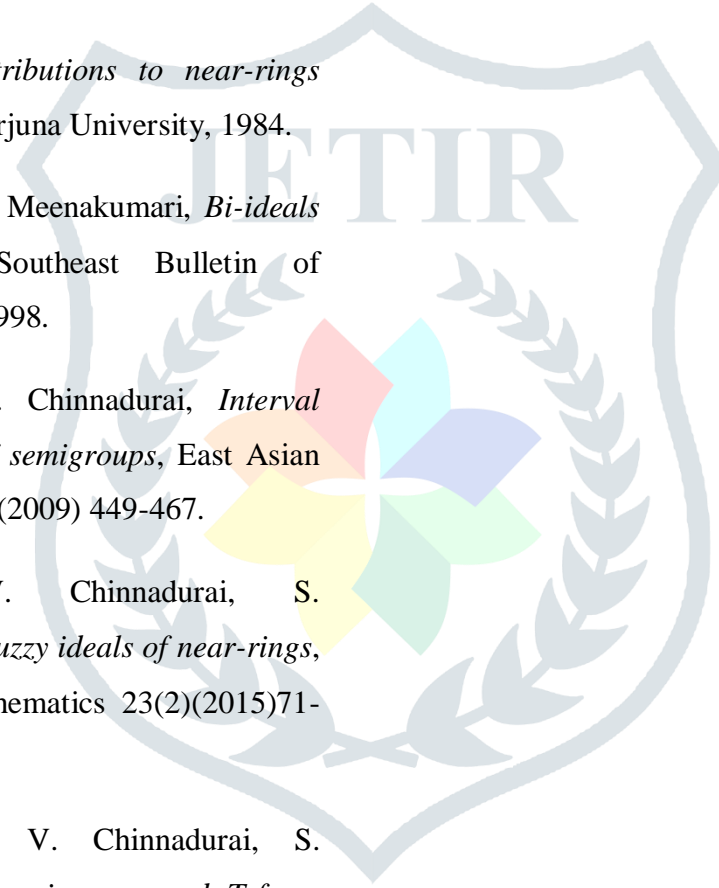 tributions to near-rings
rjuna University, 1984.
JETIR
Meenakumari, Bi-ideals
Southeast Bulletin of
998.
. Chinnadurai, Interval
semigroups, East Asian
(2009) 449-467.
. Chinnadurai, S.
uzzy ideals of near-rings,
hematics 23(2)(2015)71-
V. Chinnadurai, S.